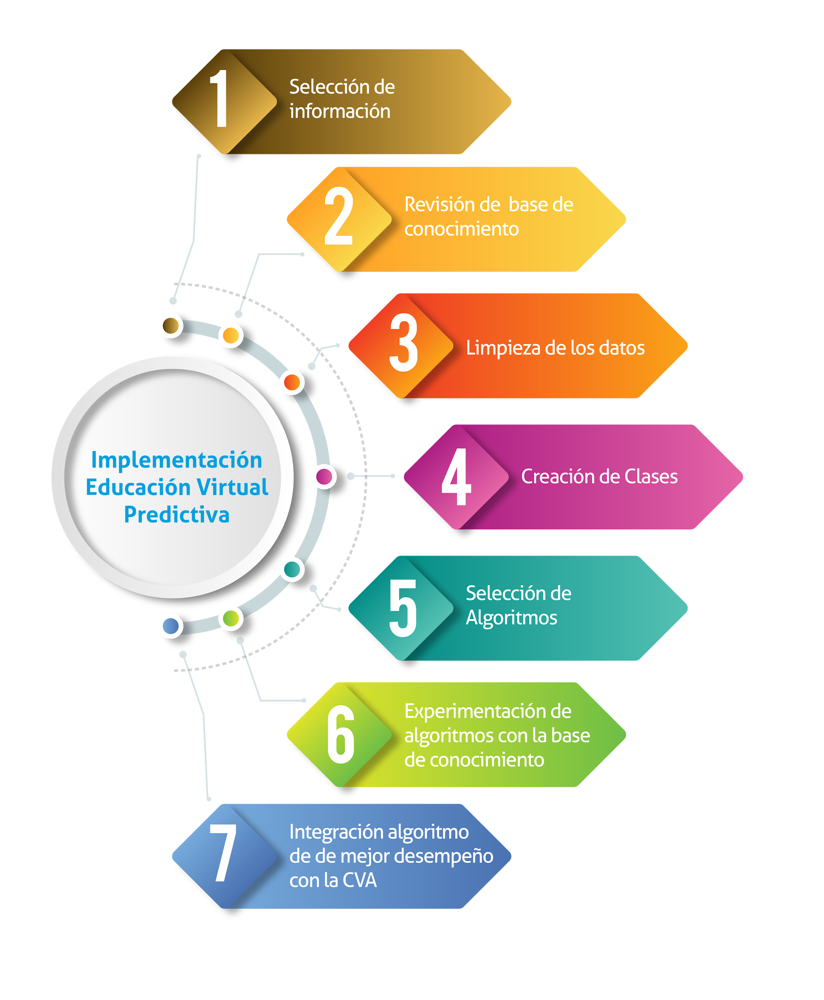 1
Selección de
información
2
Revisión de  base de
conocimiento
3
Limpieza de los datos
Implementación
Educación Virtual
Predictiva
4
Creación de Clases
5
Selección de
Algoritmos
6
Experimentación de
algoritmos con la base
de conocimiento
7
Integración algoritmo
de de mejor desempeño
con la CVA